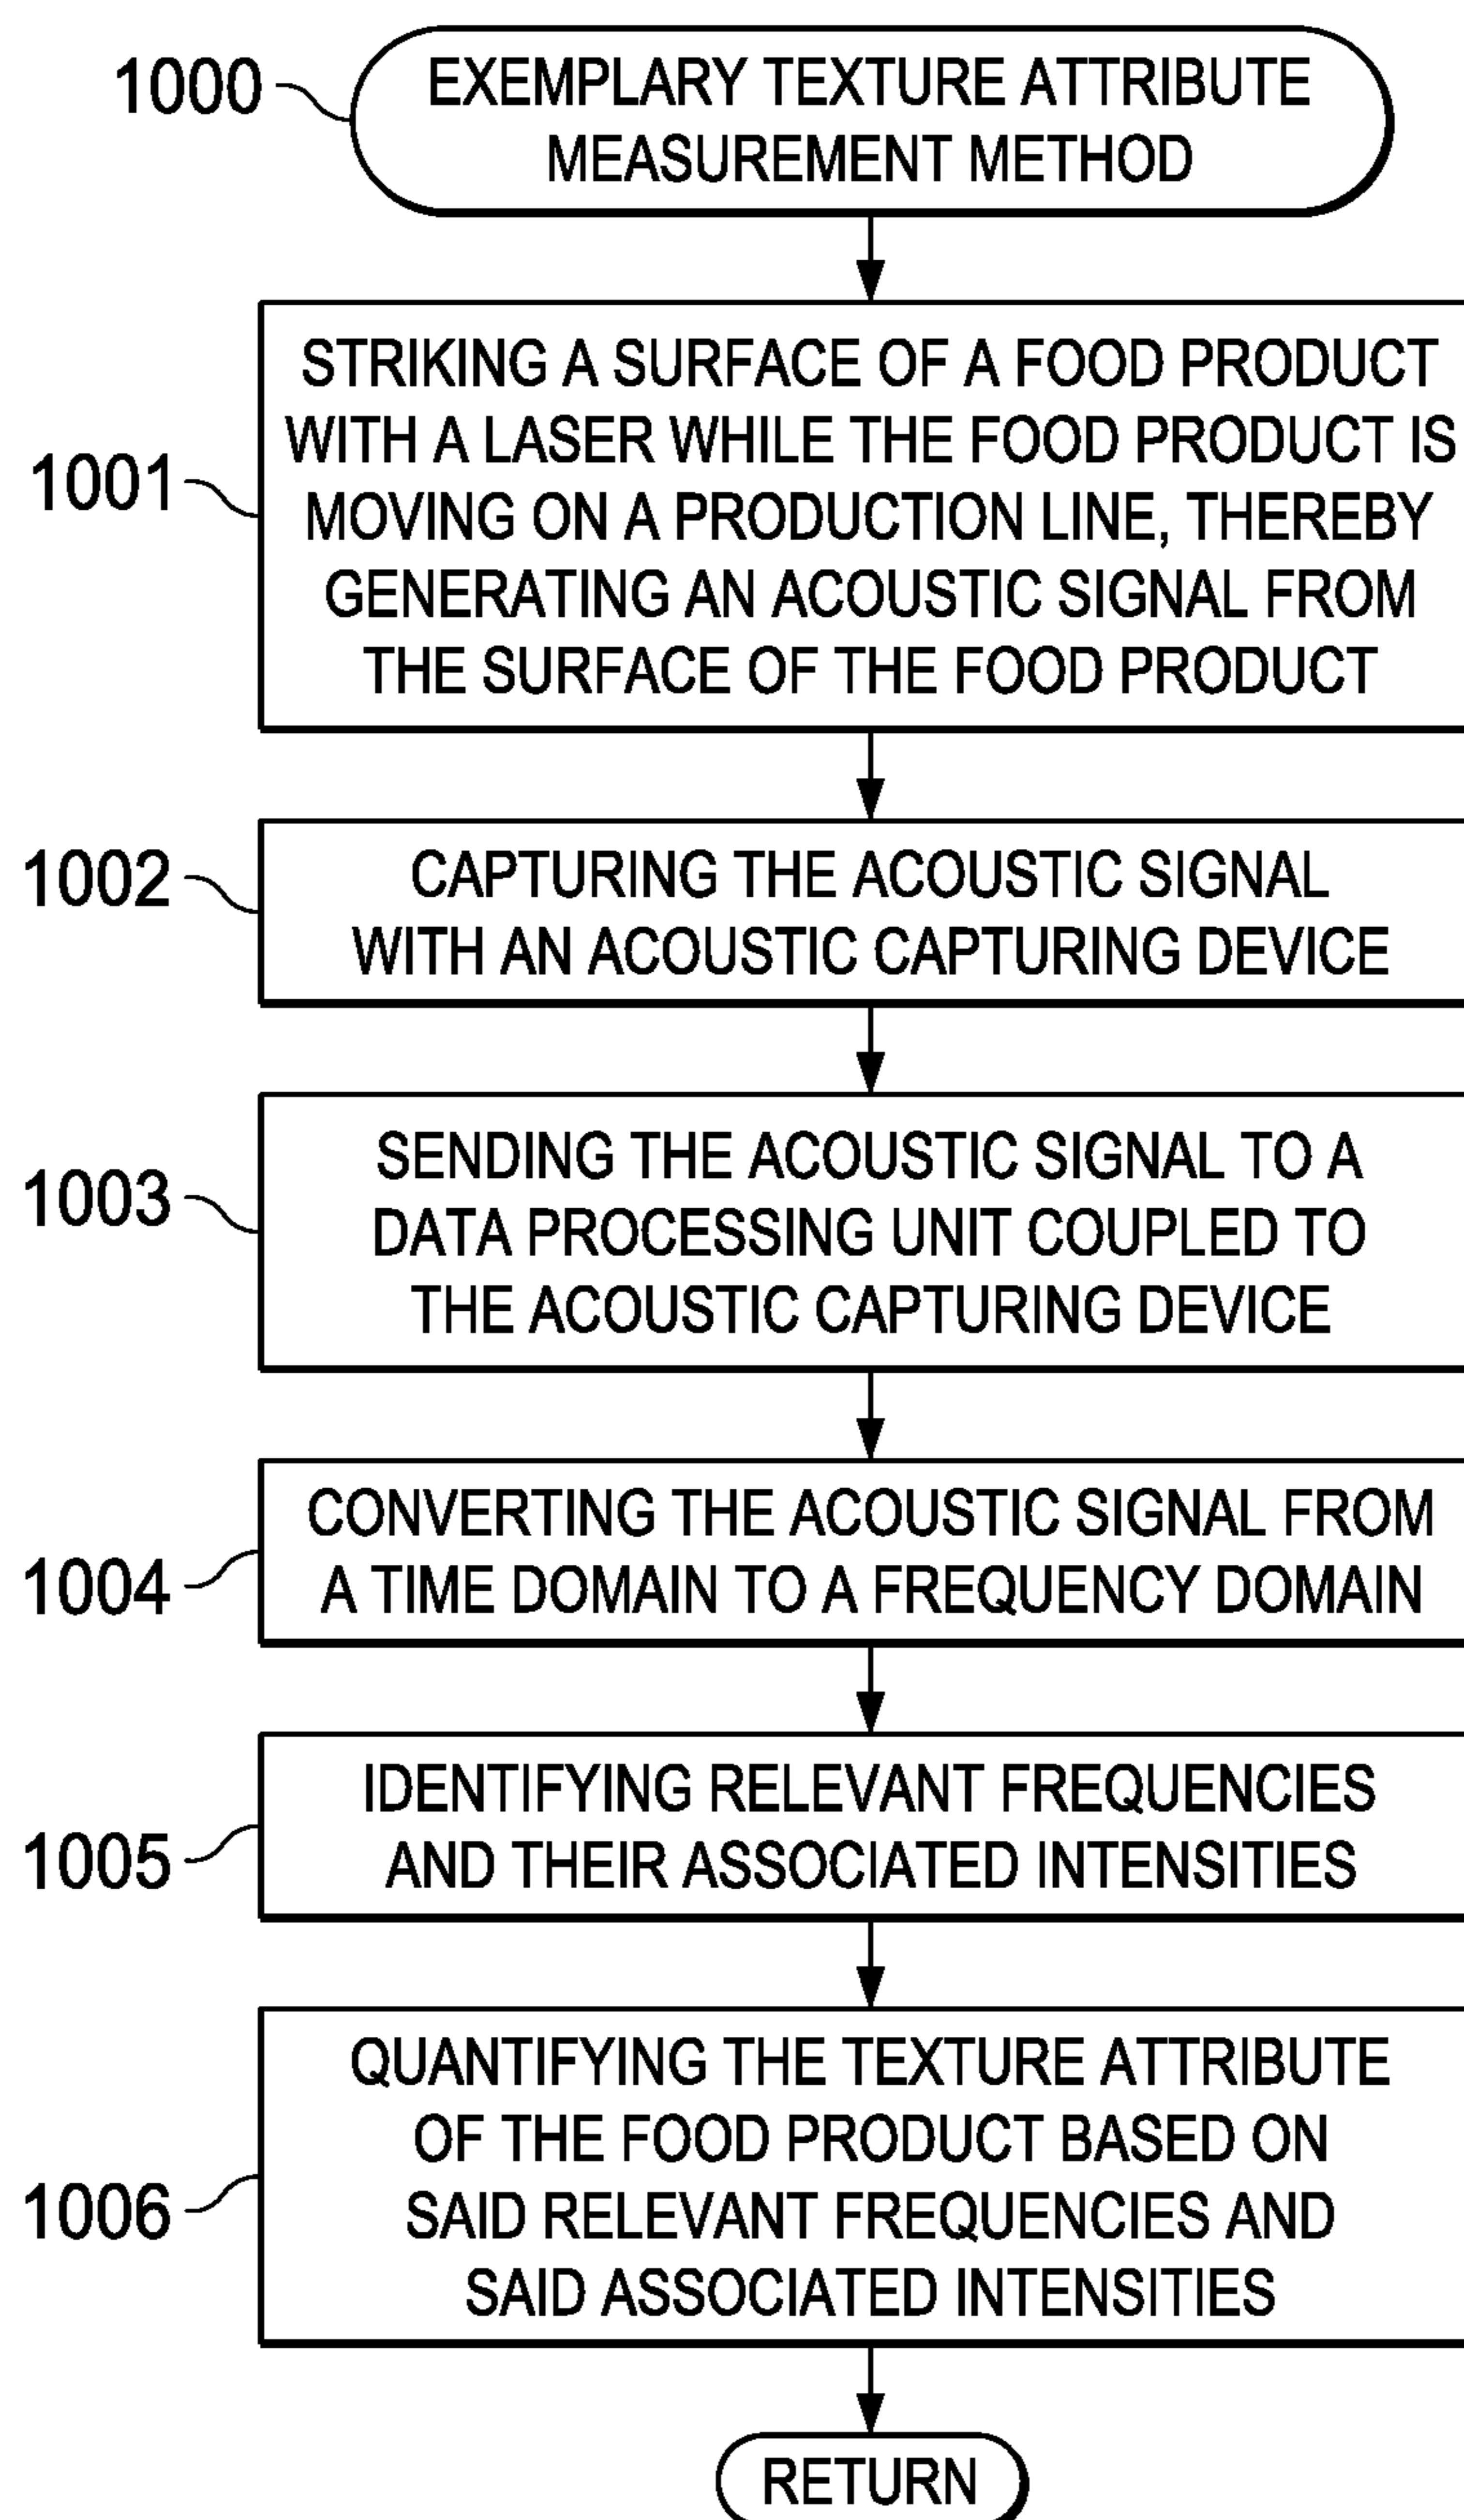 1000
EXEMPLARY TEXTURE ATTRIBUTE
MEASUREMENT METHOD
1001
STRIKING A SURFACE OF A FOOD PRODUCT
WITH A LASER WHILE THE FOOD PRODUCT IS
MOVING ON A PRODUCTION LINE, THEREBY
GENERATING AN ACOUSTIC SIGNAL FROM
THE SURFACE OF THE FOOD PRODUCT
1002
CAPTURING THE ACOUSTIC SIGNAL
WITH AN ACOUSTIC CAPTURING DEVICE
1003
SENDING THE ACOUSTIC SIGNAL TO A
DATA PROCESSING UNIT COUPLED TO
THE ACOUSTIC CAPTURING DEVICE
1004
CONVERTING THE ACOUSTIC SIGNAL FROM
A TIME DOMAIN TO A FREQUENCY DOMAIN
1005
IDENTIFYING RELEVANT FREQUENCIES
AND THEIR ASSOCIATED INTENSITIES
1006
QUANTIFYING THE TEXTURE ATTRIBUTE
OF THE FOOD PRODUCT BASED ON
SAID RELEVANT FREQUENCIES AND
SAID ASSOCIATED INTENSITIES
RETURN